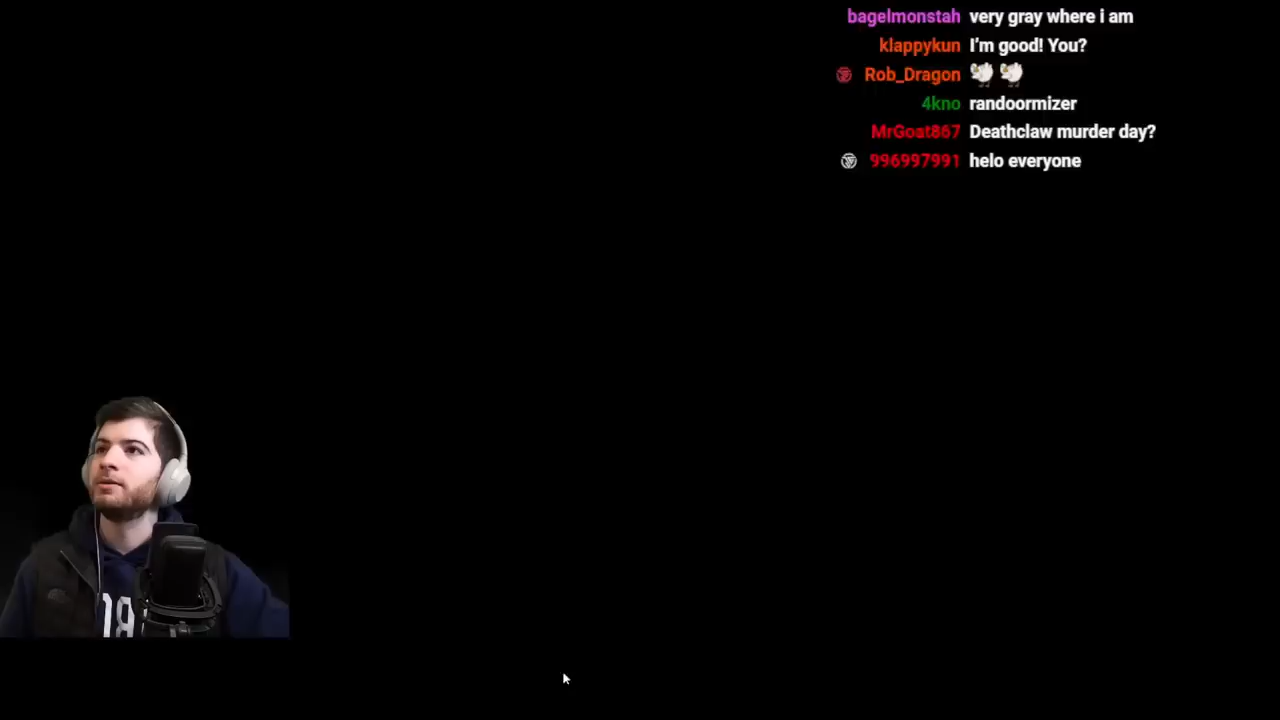 bagelmonstah very gray where i am
klappykun I'm good! You?
Rob_Dragon
4kno randoormizer
MrGoat867 Deathclaw murder day?
996997991 helo everyone